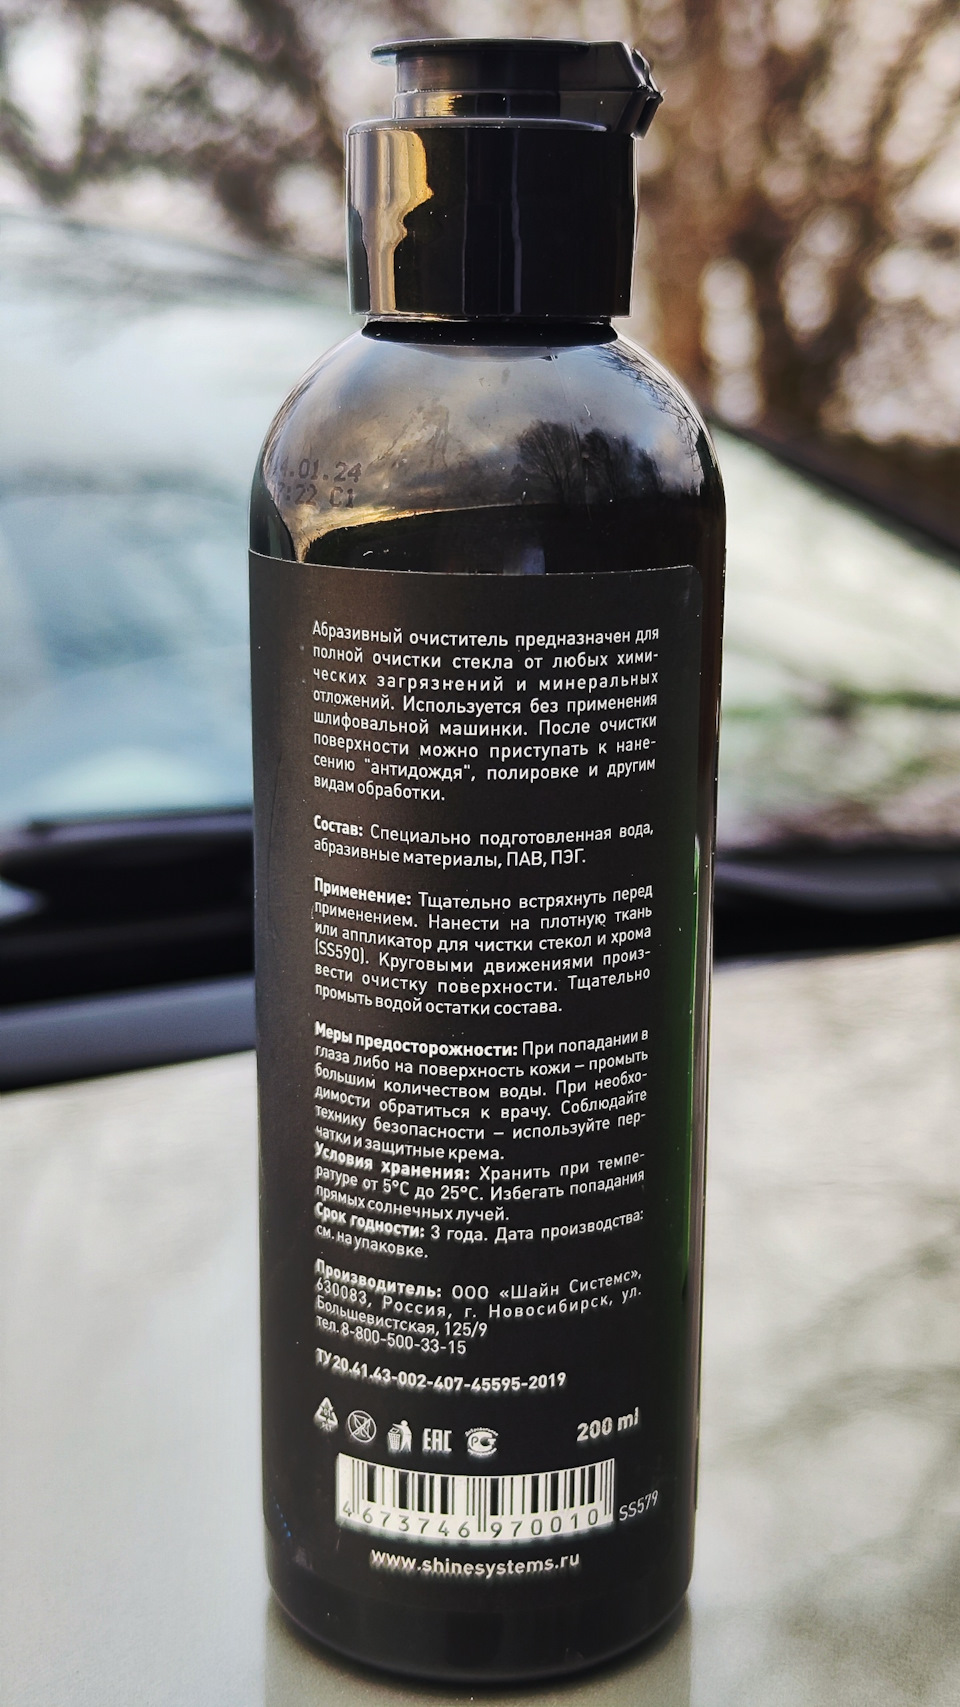 .01.24
:22 C1
Абразивный очиститель предназначен для
полной очистки стекла от любых хими-
ческих загрязнений и минеральных
отложений. Используется без применения
шлифовальной машинки. После очистки
поверхности можно приступать к нане-
сению "антидождя", полировке и другим
видам обработки.
Состав: Специально подготовленная вода,
абразивные материалы, ПАВ, ПЭГ.
Применение: Тщательно встряхнуть перед
применением. Нанести на плотную ткань
или аппликатор для чистки стекол и хрома
(SS590). Круговыми движениями произ-
вести очистку поверхности. Тщательно
промыть водой остатки состава.
Меры предосторожности: При попадании в
глаза либо на поверхность кожи – промыть
большим количеством воды. При необхо-
димости обратиться к врачу. Соблюдайте
технику безопасности – используйте пер-
чатки и защитные крема.
Условия хранения: Хранить при темпе-
ратуре от 5°С до 25°С. Избегать попадания
прямых солнечных лучей.
Срок годности: 3 года. Дата производства:
см. на упаковке.
Производитель: ООО «Шайн Системс»,
630083, Россия, г. Новосибирск, ул.
Большевистская, 125/9
тел. 8-800-500-33-15
ТУ 20.41.43-002-407-45595-2019
EAC
200 ml
4 673746 970010
SS579
www.shinesystems.ru